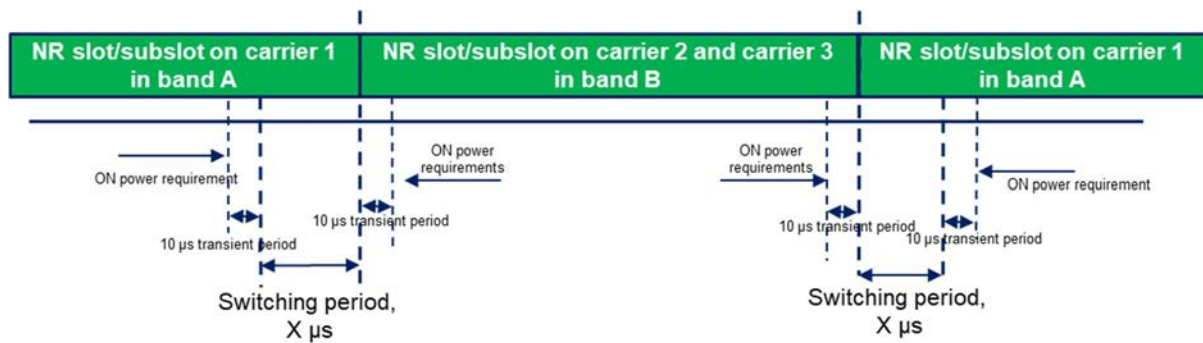 NR slot/subslot on carrier 1
in band A
NR slot/subslot on carrier 2 and carrier 3
in band B
NR slot/subslot on carrier 1
in band A
ON power requirement
ON power
requirements
ON power
requirements
ON power requirement
10 µs transient period
10 µs transient period
10 µs transient period
10 µs transient period
Switching period,
X µs
Switching period,
X µs